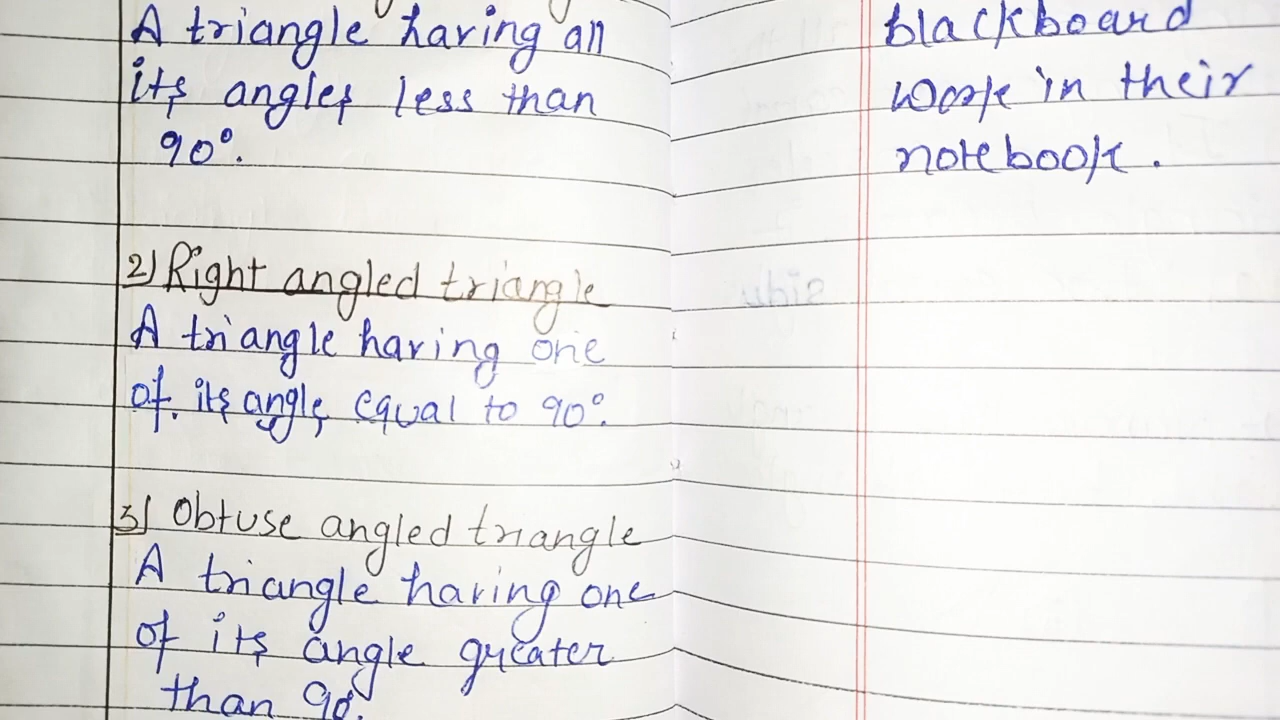 A triangle having all
its angles less than
90°.
2) Right angled triangle
A triangle having one
of its angle equal to 90°.
3) Obtuse angled triangle
A triangle having one
of its angle greater
than 90.
blackboard
work in their
notebook.